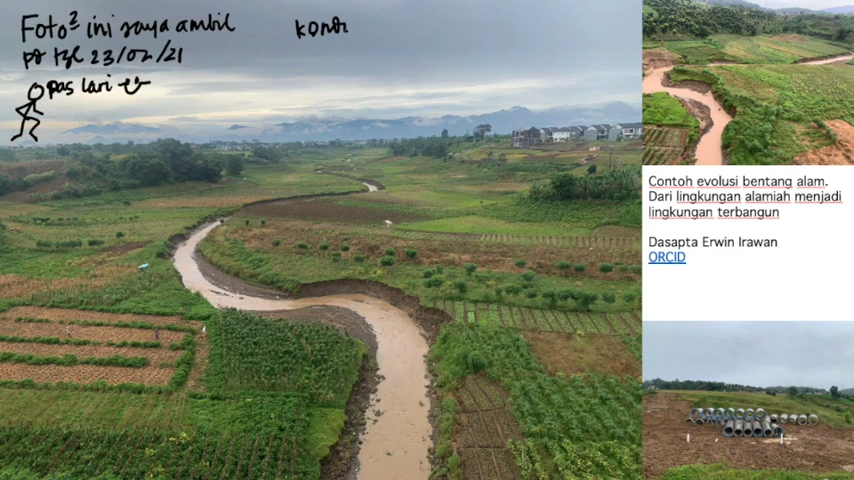 Foto² ini saya ambil
pd tgl 23/02/21
pas lari
kondi
Contoh evolusi bentang alam.
Dari lingkungan alamiah menjadi
lingkungan terbangun
Dasapta Erwin Irawan
ORCID